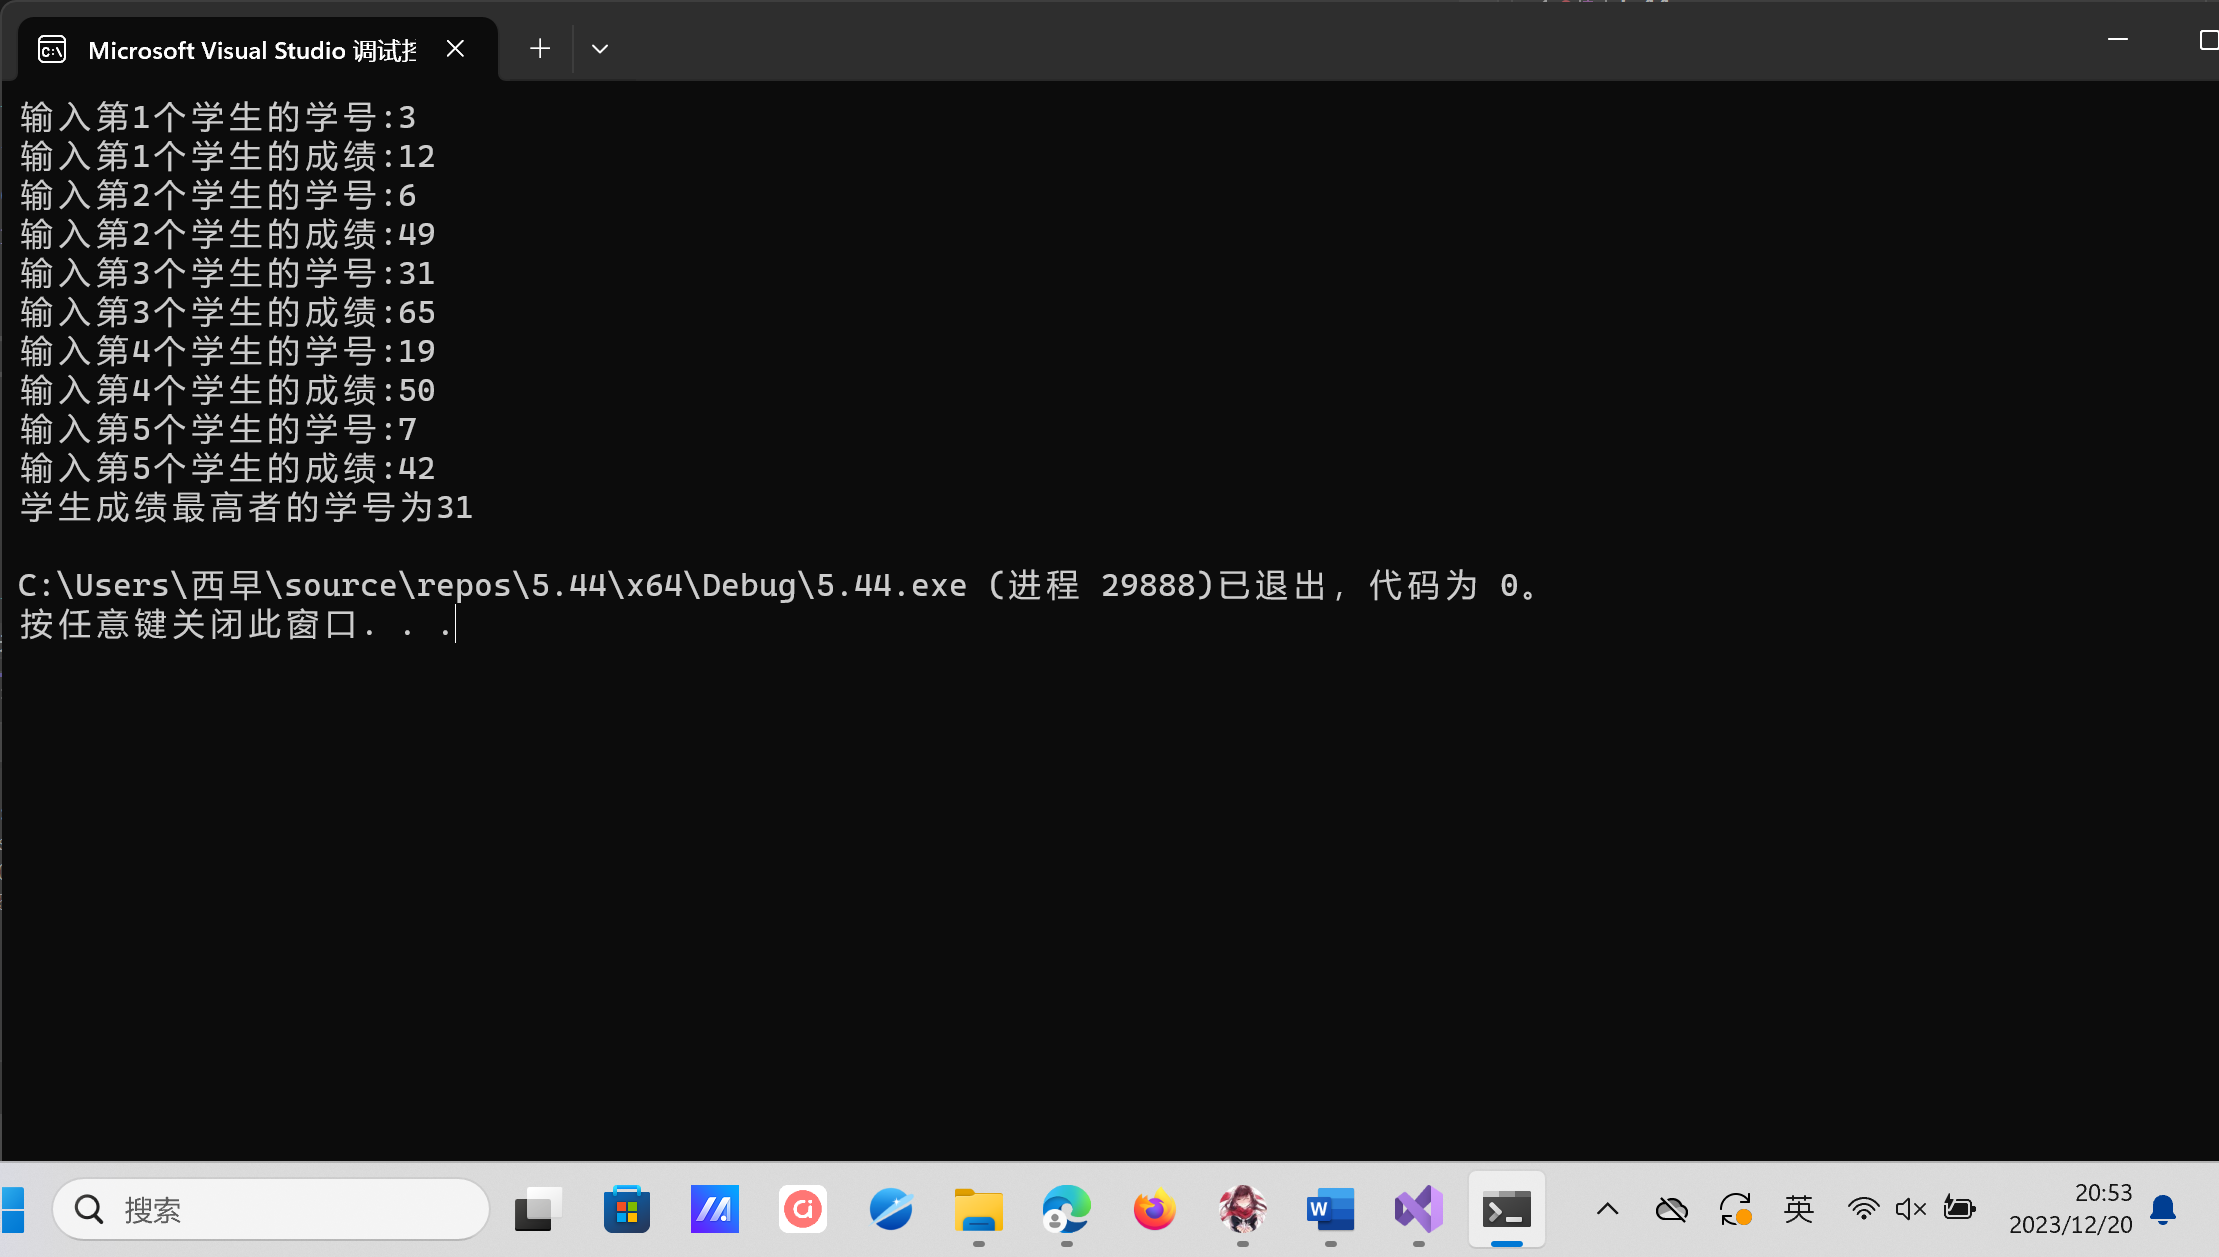 Microsoft Visual Studio 调试控
输入第1个学生的学号:3
输入第1个学生的成绩:12
输入第2个学生的学号:6
输入第2个学生的成绩:49
输入第3个学生的学号:31
输入第3个学生的成绩:65
输入第4个学生的学号:19
输入第4个学生的成绩:50
输入第5个学生的学号:7
输入第5个学生的成绩:42
学生成绩最高者的学号为31
C:\Users\西早\source\repos\5.44\x64\Debug\5.44.exe (进程 29888)已退出，代码为 0。
按任意键关闭此窗口. . .
搜索
英
20:53
2023/12/20